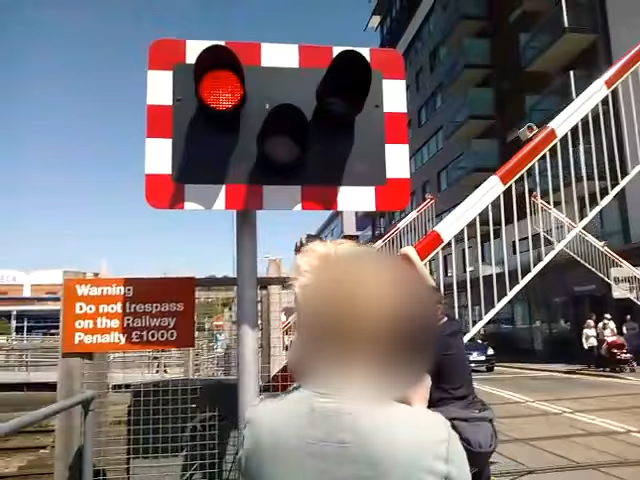 Warning
Do not trespass
on the Railway
Penalty £1000